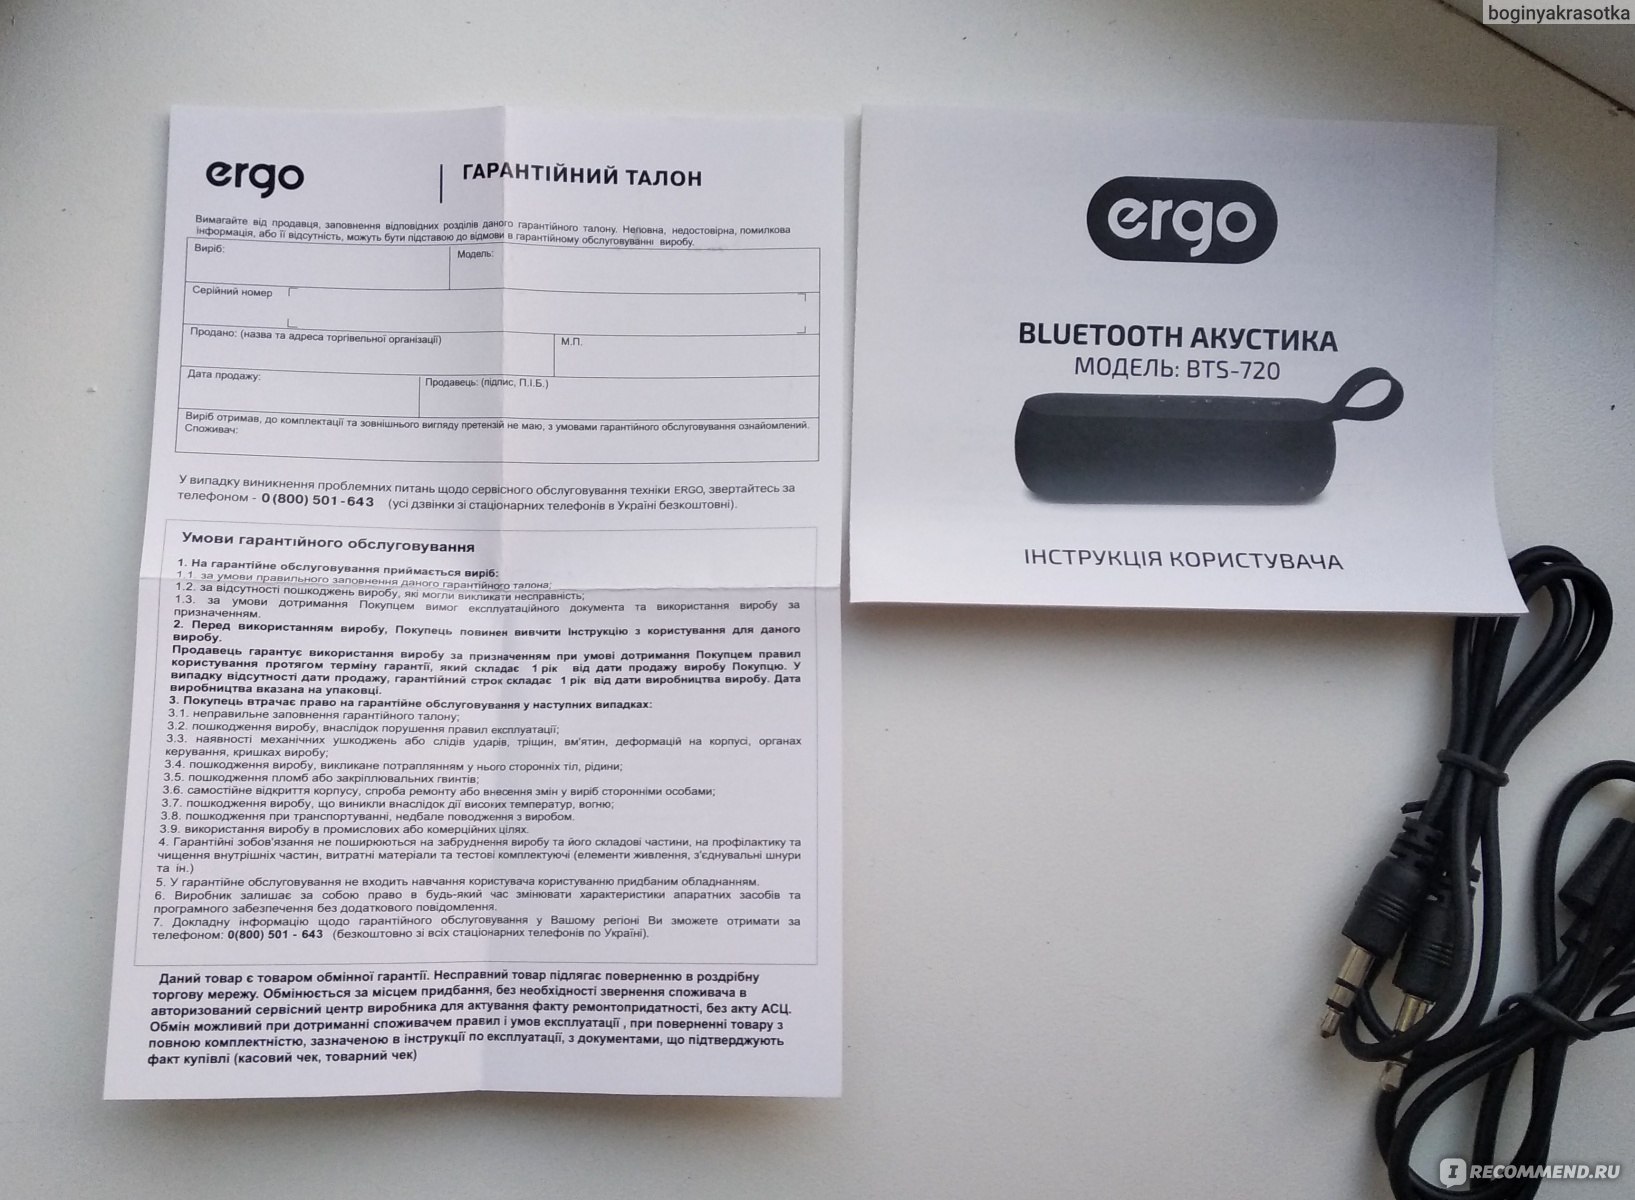 boginyakrasotka
ergo
ГАРАНТІЙНИЙ ТАЛОН
Вимагайте від продавця, заповнення відповідних розділів даного гарантійного талону. Неповна, недостовірна, помилкова
інформація, або її відсутність, можуть бути підставою до відмови в гарантійному обслуговуванні виробу.
Виріб:
Модель:
Серійний номер
Продано: (назва та адреса торгівельної організації)
М.П.
Дата продажу:
Продавець: (підпис, П.І.Б.)
Виріб отримав, до комплектації та зовнішнього вигляду претензій не маю, з умовами гарантійного обслуговування ознайомлений.
Споживач:
У випадку виникнення проблемних питань щодо сервісного обслуговування техніки ERGO, звертайтесь за
телефоном - 0 (800) 501-643 (усі дзвінки зі стаціонарних телефонів в Україні безкоштовні).
Умови гарантійного обслуговування
1. На гарантійне обслуговування приймається виріб:
1.1. за умови правильного заповнення даного гарантійного талона;
1.2. за відсутності пошкоджень виробу, які могли викликати несправність;
1.3. за умови дотримання Покупцем вимог експлуатаційного документа та використання виробу за
призначенням.
2. Перед використанням виробу, Покупець повинен вивчити Інструкцію з користування для даного
виробу.
Продавець гарантує використання виробу за призначенням при умові дотримання Покупцем правил
користування протягом терміну гарантії, який складає 1 рік від дати продажу виробу Покупцю. У
випадку відсутності дати продажу, гарантійний строк складає 1 рік від дати виробництва виробу. Дата
виробництва вказана на упаковці.
3. Покупець втрачає право на гарантійне обслуговування у наступних випадках:
3.1. неправильне заповнення гарантійного талону;
3.2. пошкодження виробу, внаслідок порушення правил експлуатації;
3.3. наявності механічних ушкоджень або слідів ударів, тріщин, вм'ятин, деформацій на корпусі, органах
керування, кришках виробу;
3.4. пошкодження виробу, викликане потраплянням у нього сторонніх тіл, рідини;
3.5. пошкодження пломб або закріплювальних гвинтів;
3.6. самостійне відкриття корпусу, спроба ремонту або внесення змін у виріб сторонніми особами;
3.7. пошкодження виробу, що виникли внаслідок дії високих температур, вогню;
3.8. пошкодження при транспортуванні, недбале поводження з виробом.
3.9. використання виробу в промислових або комерційних цілях.
4. Гарантійні зобов'язання не поширюються на забруднення виробу та його складові частини, на профілактику та
чищення внутрішніх частин, витратні матеріали та тестові комплектуючі (елементи живлення, з'єднувальні шнури
та ін.)
5. У гарантійне обслуговування не входить навчання користувача користуванню придбаним обладнанням.
6. Виробник залишає за собою право в будь-який час змінювати характеристики апаратних засобів та
програмного забезпечення без додаткового повідомлення.
7. Докладну інформацію щодо гарантійного обслуговування у Вашому регіоні Ви зможете отримати за
телефоном: 0(800) 501 - 643 (безкоштовно зі всіх стаціонарних телефонів по Україні).
Даний товар є товаром обмінної гарантії. Несправний товар підлягає поверненню в роздрібну
торгову мережу. Обмінюється за місцем придбання, без необхідності звернення споживача в
авторизований сервісний центр виробника для актування факту ремонтопридатності, без акту АСЦ.
Обмін можливий при дотриманні споживачем правил і умов експлуатації , при поверненні товару з
повною комплектністю, зазначеною в інструкції по експлуатації, з документами, що підтверджують
факт купівлі (касовий чек, товарний чек)
ergo
BLUETOOTH АКУСТИКА
МОДЕЛЬ: BTS-720
ІНСТРУКЦІЯ КОРИСТУВАЧА
I RECOMMEND.RU